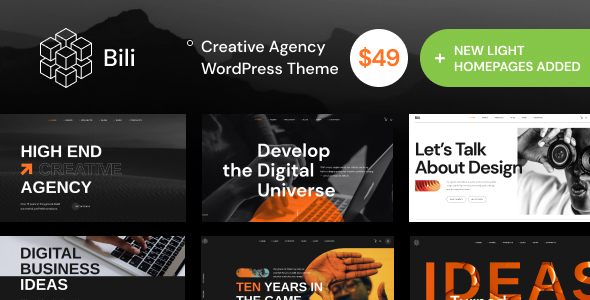 Bili
Creative Agency
WordPress Theme
$49
+ NEW LIGHT
HOMEPAGES ADDED
HIGH END
CREATIVE
AGENCY
Develop
the Digital
Universe
Let's Talk
About Design
DIGITAL
BUSINESS
IDEAS
TEN YEARS IN
THE GAME
IDEAS